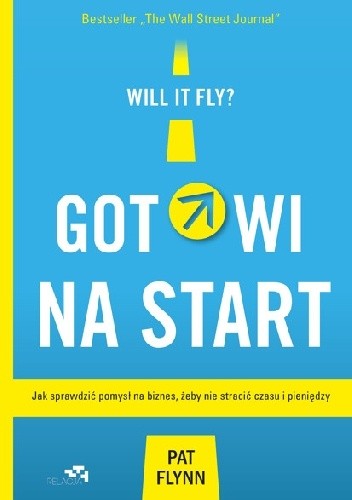 Bestseller „The Wall Street Journal"
WILL IT FLY?
GOTOWI
NA START
Jak sprawdzić pomysł na biznes, żeby nie stracić czasu i pieniędzy
RELACJA
PAT
FLYNN